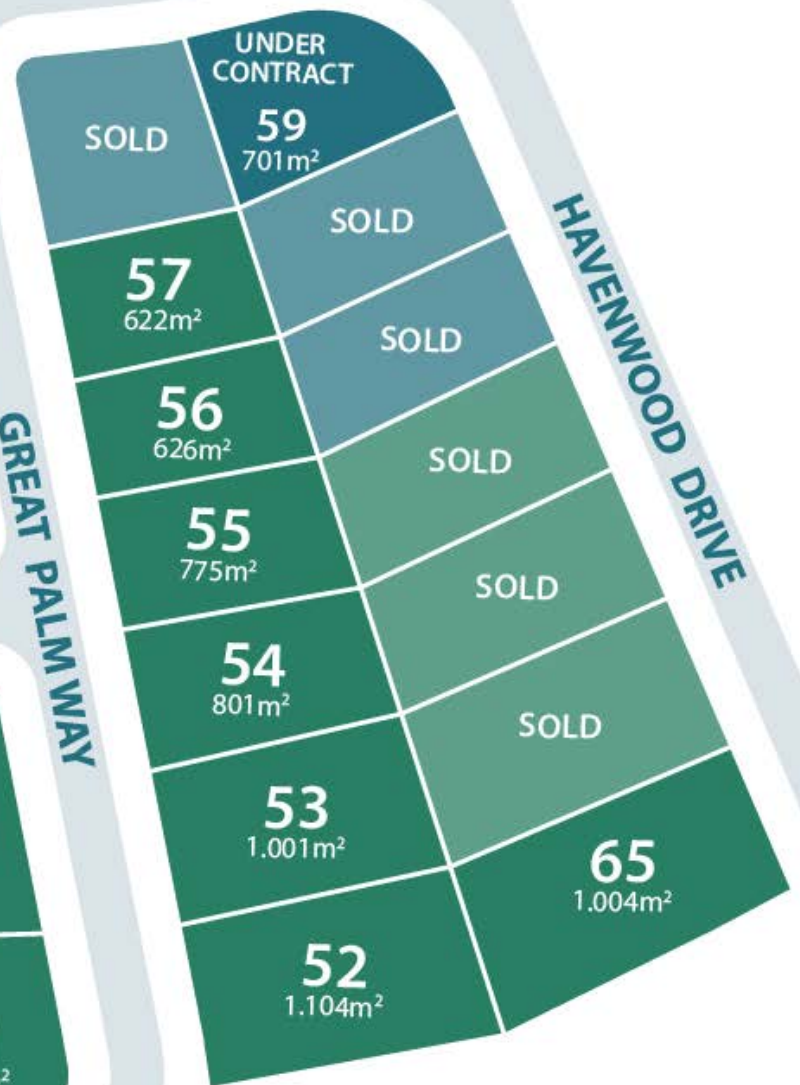 UNDER
CONTRACT
59
701m²
SOLD
SOLD
57
622m²
SOLD
56
626m²
SOLD
55
775m²
SOLD
54
801m²
SOLD
53
1.001m²
65
1.004m²
52
1.104m²
HAVENWOOD DRIVE
GREAT PALM WAY
2